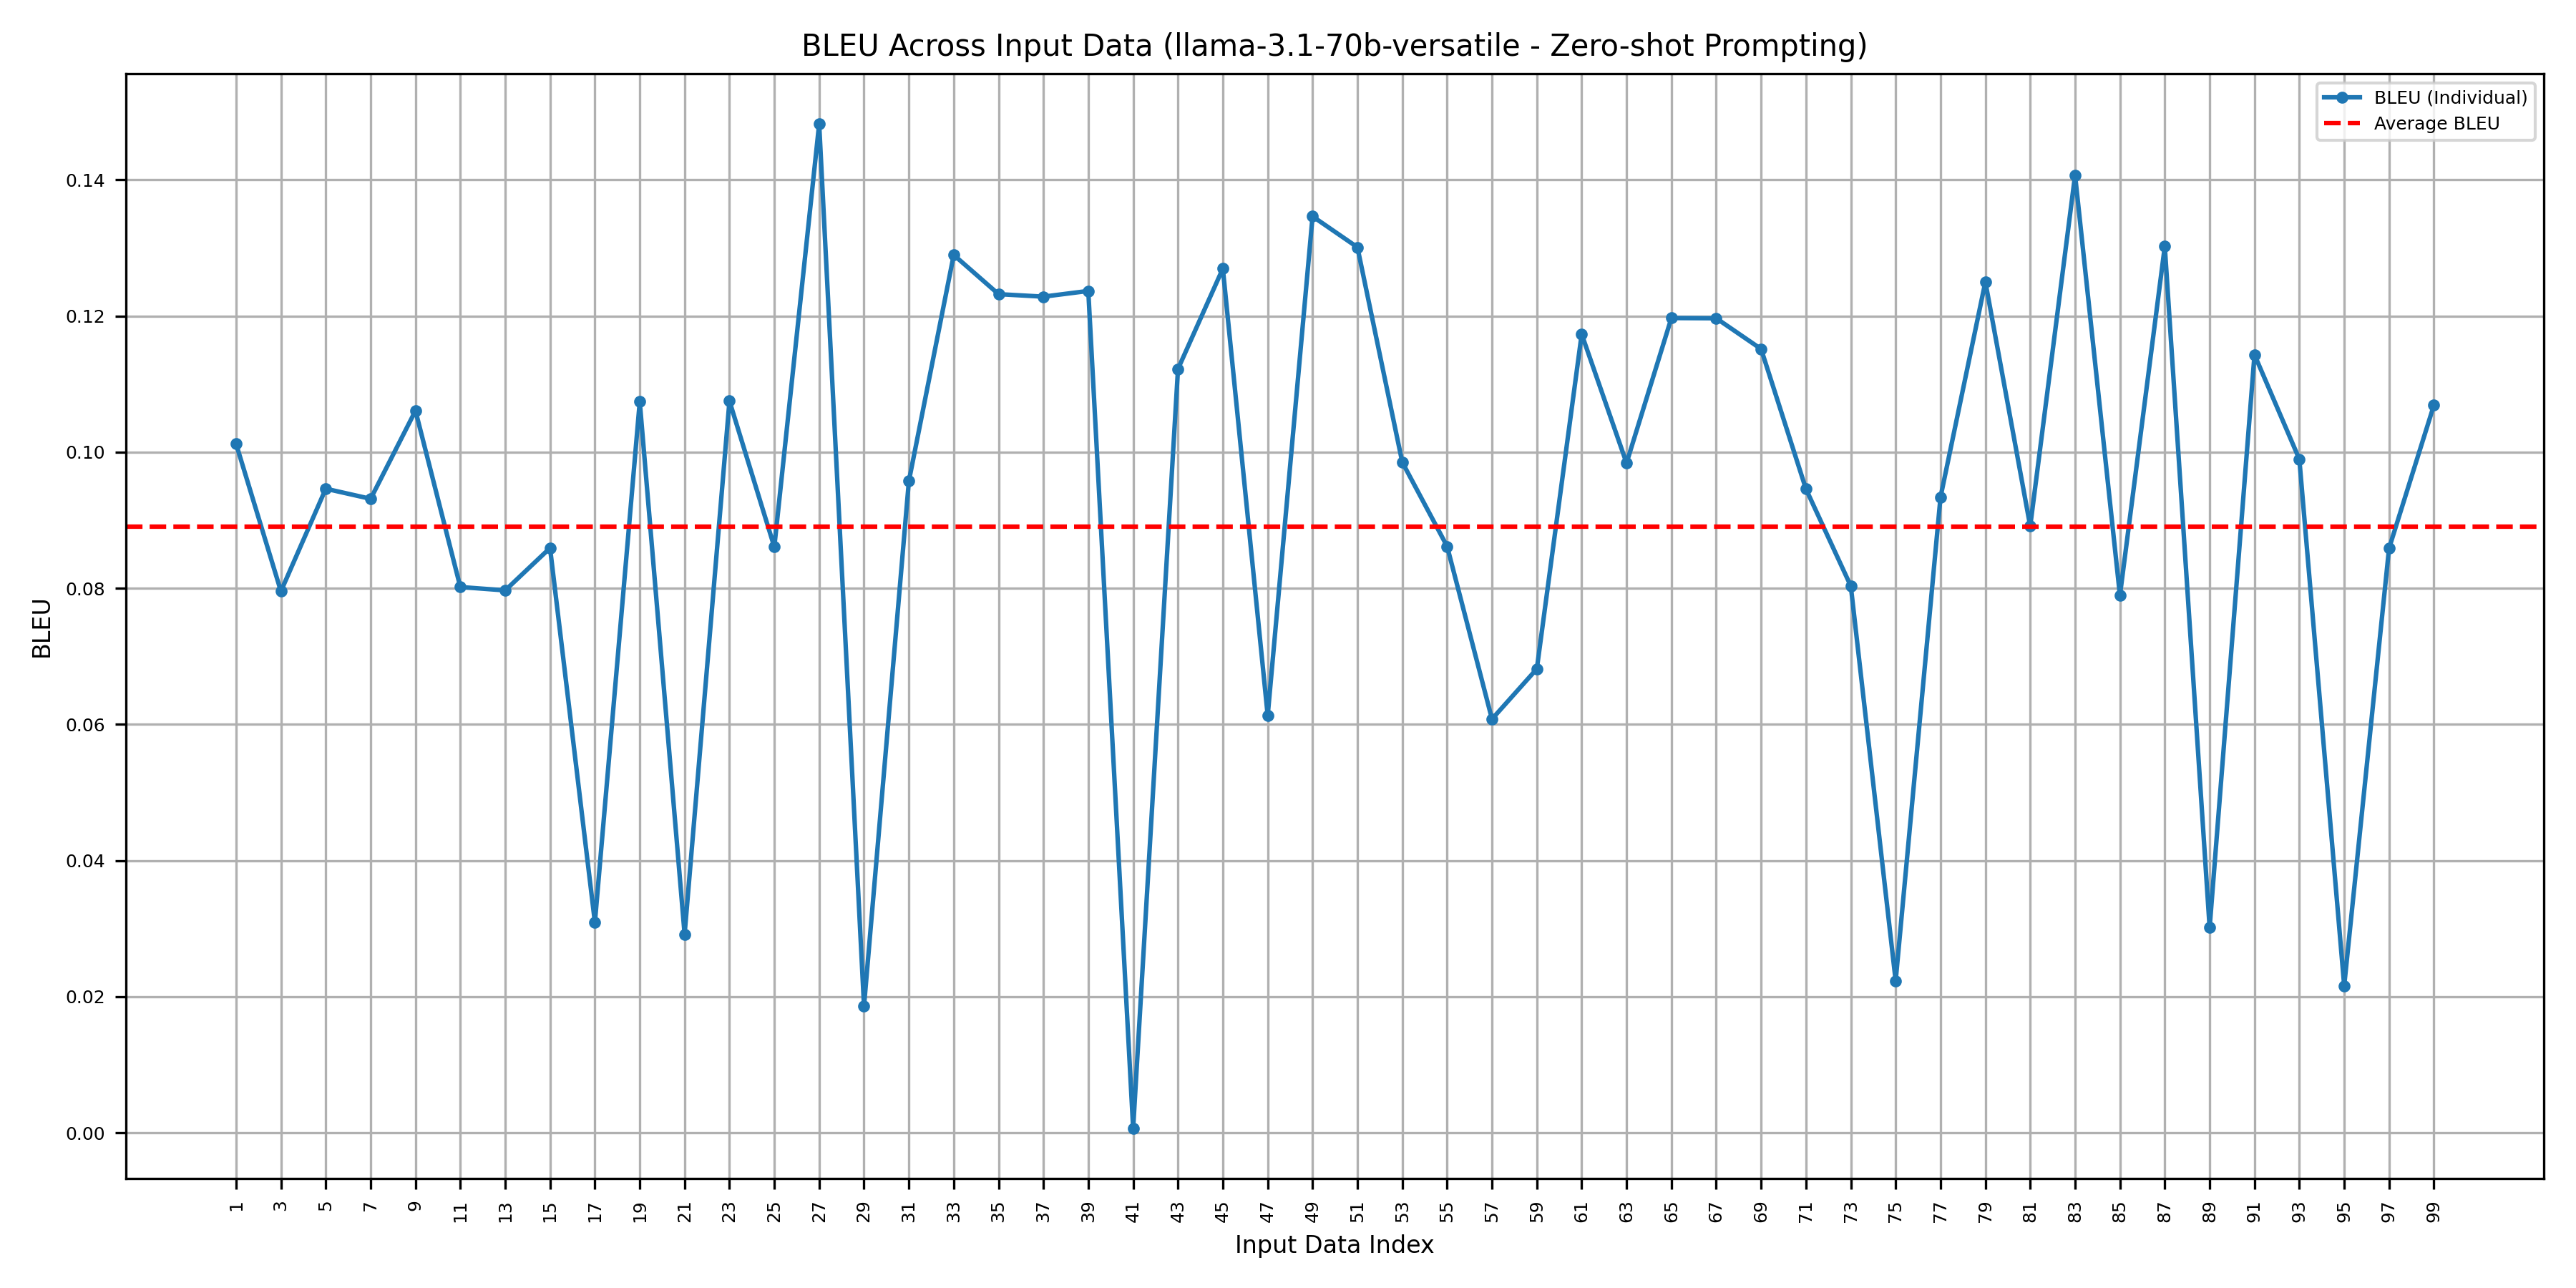 BLEU Across Input Data (llama-3.1-70b-versatile - Zero-shot Prompting)
BLEU (Individual)
Average BLEU
0.14
0.12
0.10
0.08
0.06
0.04
0.02
0.00
BLEU
1 3 5 7 9 11 13 15 17 19 21 23 25 27 29 31 33 35 37 39 41 43 45 47 49 51 53 55 57 59 61 63 65 67 69 71 73 75 77 79 81 83 85 87 89 91 93 95 97 99
Input Data Index